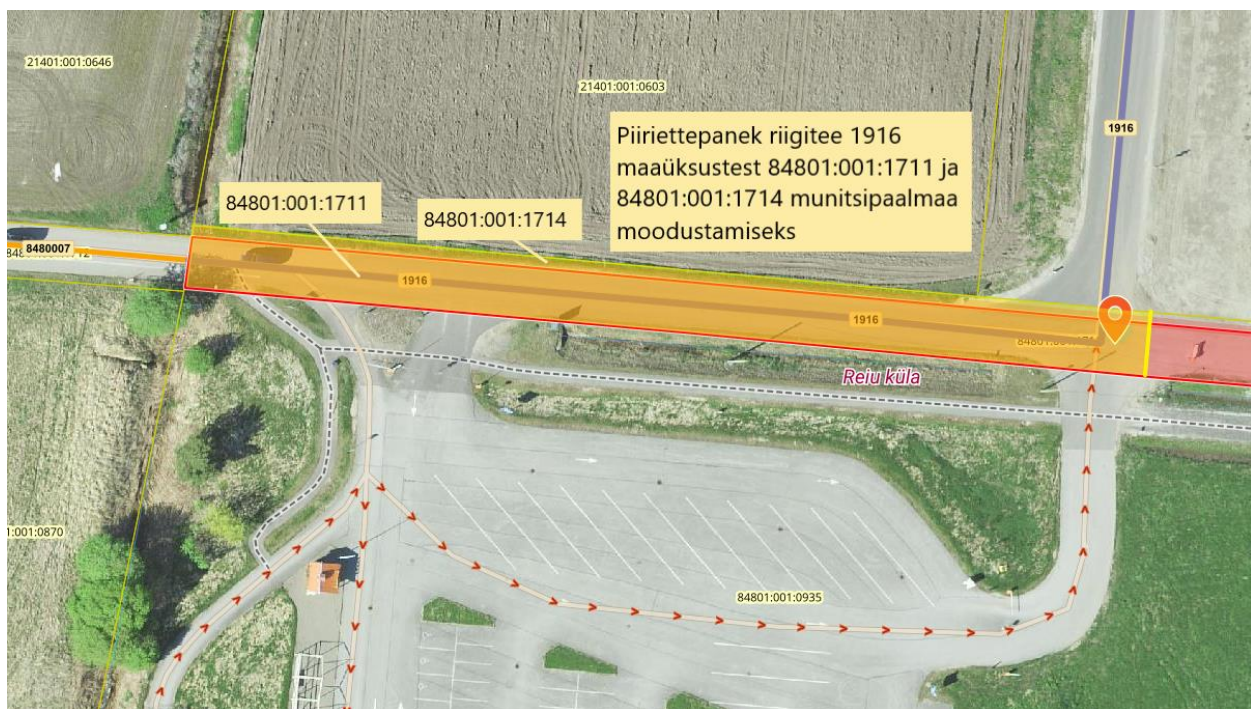 21401:001:0646
21401:001:0603
Piiriettepanek riigitee 1916
maaüksustest 84801:001:1711 ja
84801:001:1714 munitsipaalmaa
moodustamiseks
1916
84801:001:1711
84801:001:1714
8480007
1916
1916
Reiu küla
1:001:0870
84801:001:0935